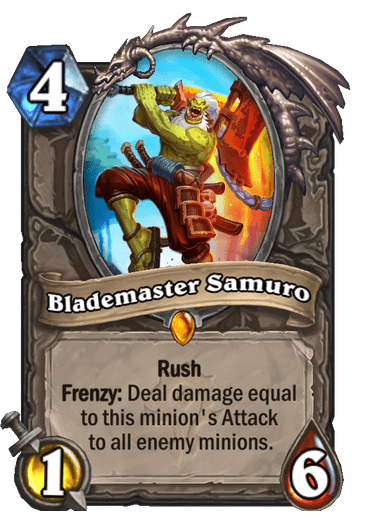 4
Blademaster Samuro
Rush
Frenzy: Deal damage equal
to this minion's Attack
to all enemy minions.
1
6